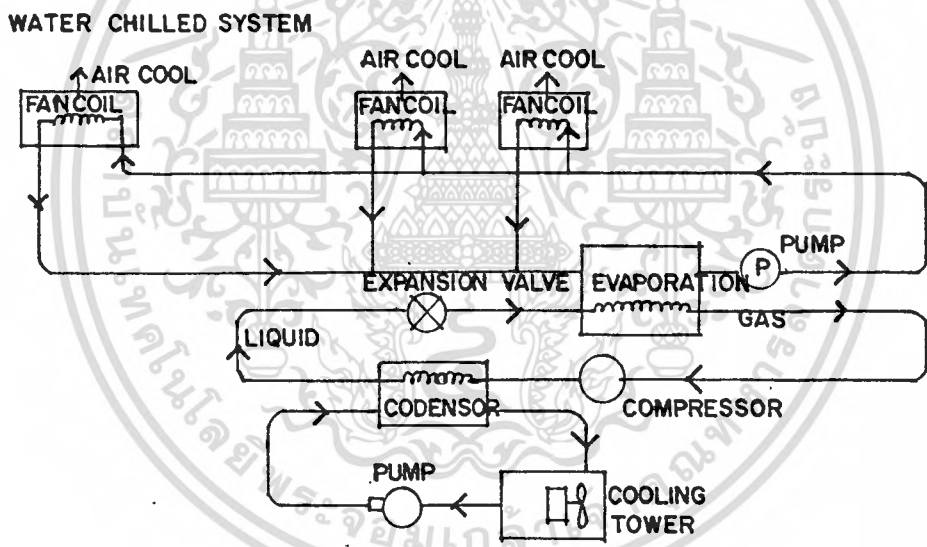 WATER CHILLED SYSTEM
AIR COOL
AIR COOL
AIR COOL
FANCOIL
FANCOIL
FANCOIL
PUMP
P
EXPANSION VALVE
EVAPORATION
GAS
LIQUID
CODENSOR
COMPRESSOR
PUMP
COOLING
TOWER